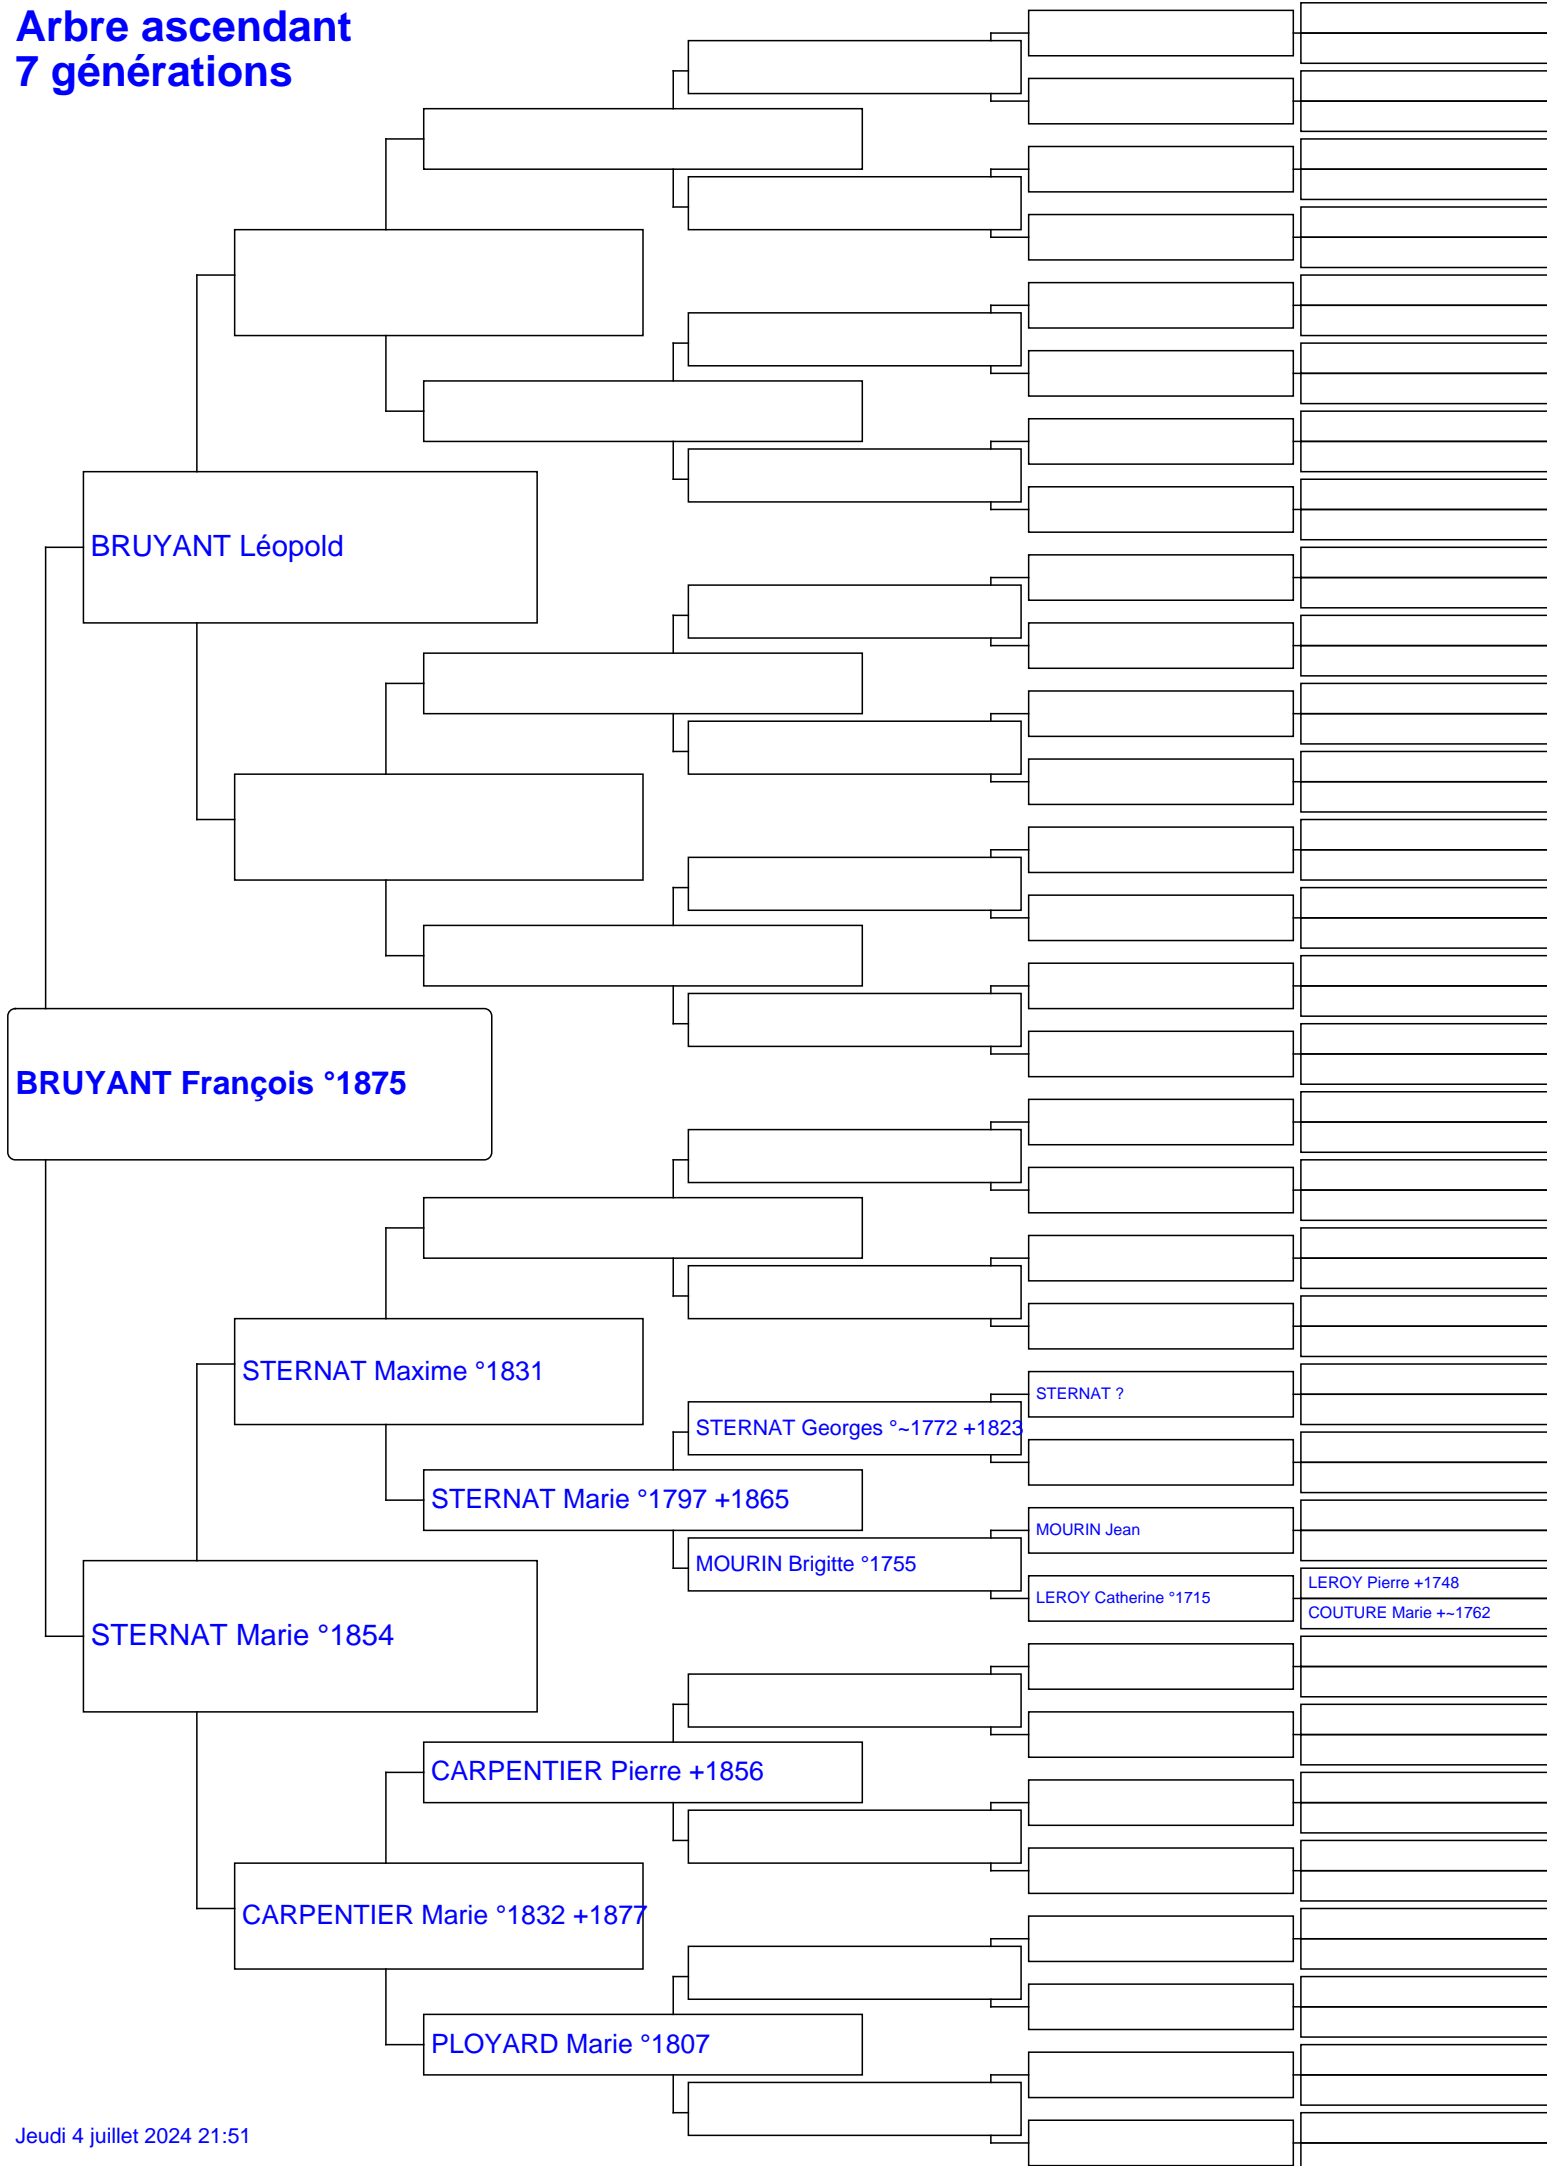 Arbre ascendant
7 générations
BRUYANT Léopold
BRUYANT François °1875
STERNAT Maxime °1831
STERNAT ?
STERNAT Georges °~1772 +1823
STERNAT Marie °1797 +1865
MOURIN Jean
MOURIN Brigitte °1755
LEROY Pierre +1748
LEROY Catherine °1715
COUTURE Marie +~1762
STERNAT Marie °1854
CARPENTIER Pierre +1856
CARPENTIER Marie °1832 +1877
PLOYARD Marie °1807
Jeudi 4 juillet 2024 21:51